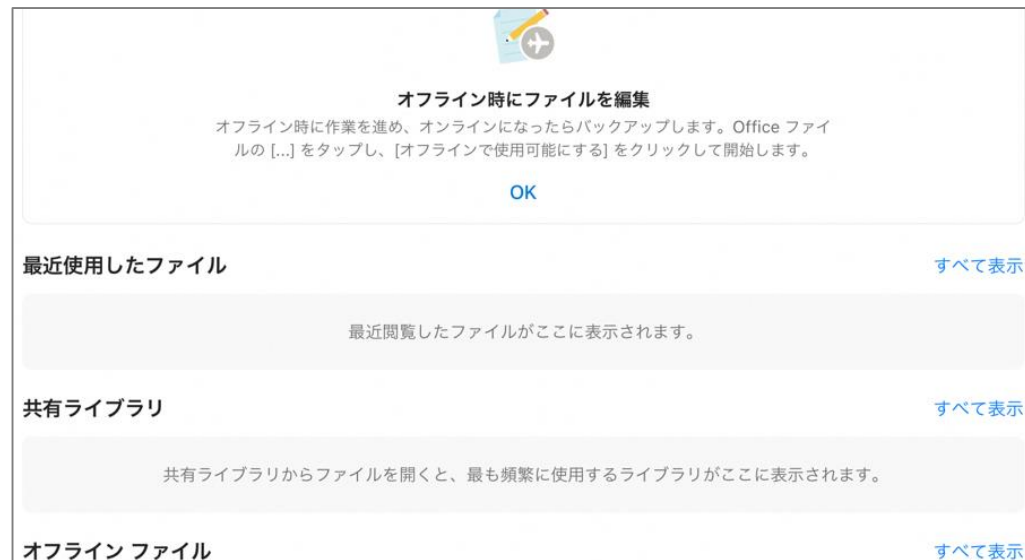 オフライン時にファイルを編集
オフライン時に作業を進め、オンラインになったらバックアップします。Office ファイ
ルの [...] をタップし、[オフラインで使用可能にする] をクリックして開始します。
OK
最近使用したファイル
すべて表示
最近閲覧したファイルがここに表示されます。
共有ライブラリ
すべて表示
共有ライブラリからファイルを開くと、最も頻繁に使用するライブラリがここに表示されます。
オフライン ファイル
すべて表示